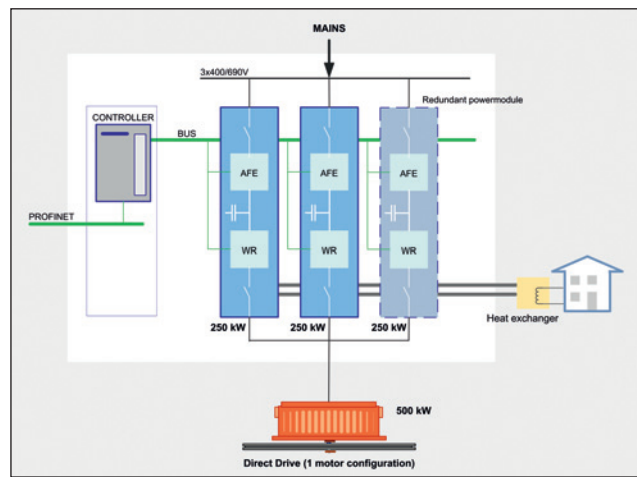 MAINS
3x400/690V
Redundant powermodule
CONTROLLER
BUS
AFE
AFE
AFE
PROFINET
WR
WR
WR
250 kW
250 kW
250 kW
Heat exchanger
500 kW
Direct Drive (1 motor configuration)